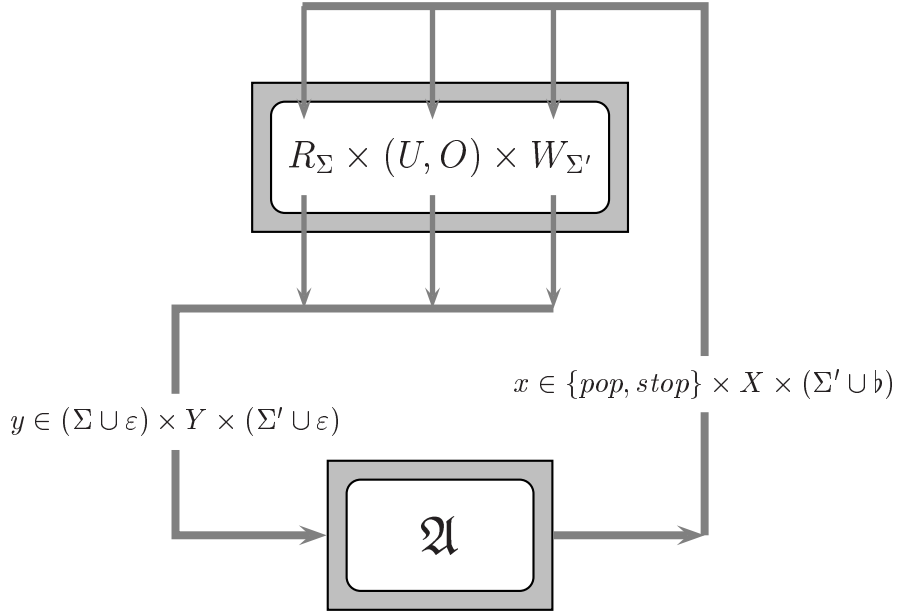 R_Σ × (U, O) × W_Σ′
x ∈ {pop, stop} × X × (Σ′ ∪ ♭)
y ∈ (Σ ∪ ε) × Y × (Σ′ ∪ ε)
𝔄